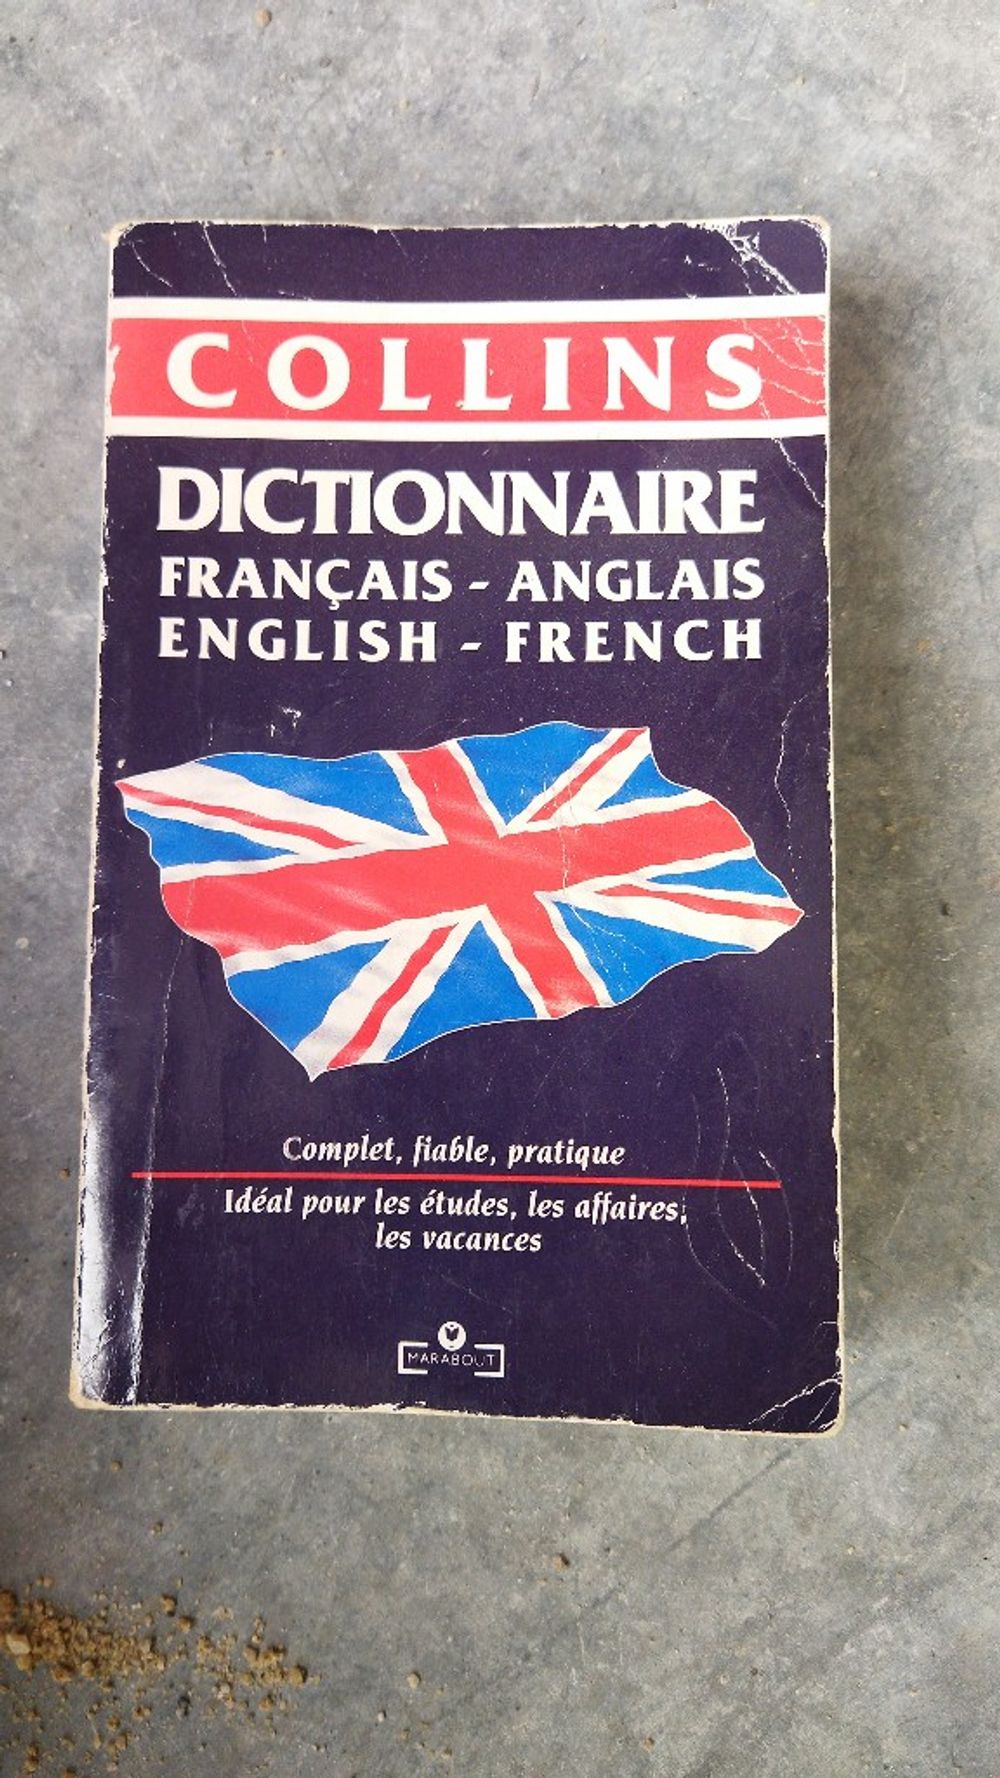 COLLINS
DICTIONNAIRE
FRANÇAIS - ANGLAIS
ENGLISH - FRENCH
Complet, fiable, pratique
Idéal pour les études, les affaires,
les vacances
MARABOUT